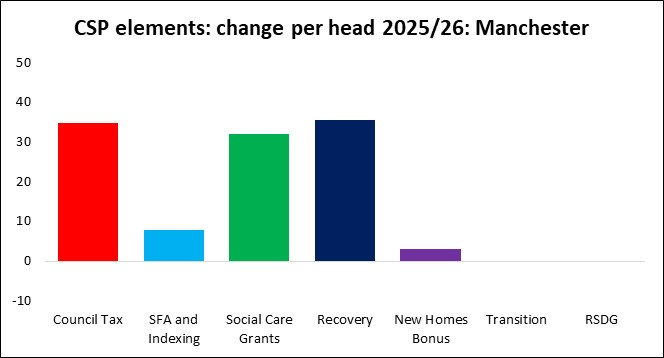 CSP elements: change per head 2025/26: Manchester
50
40
30
20
10
0
-10
Council Tax
SFA and
Indexing
Social Care
Grants
Recovery
New Homes
Bonus
Transition
RSDG